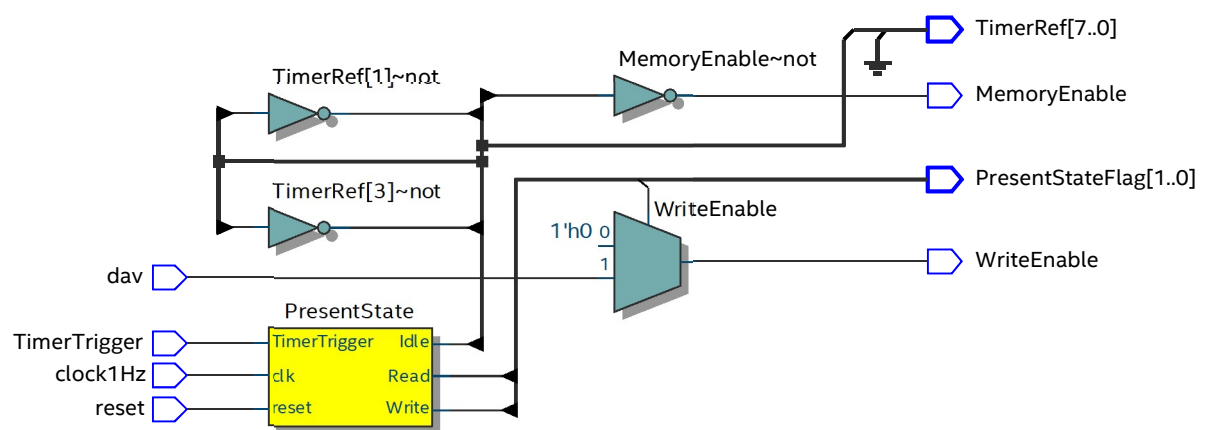 TimerRef[7..0]
MemoryEnable~not
TimerRef[1]~not
MemoryEnable
PresentStateFlag[1..0]
TimerRef[3]~not
WriteEnable
1'h0 0
1
WriteEnable
dav
PresentState
TimerTrigger TimerTrigger Idle
clock1Hz clk Read
reset reset Write